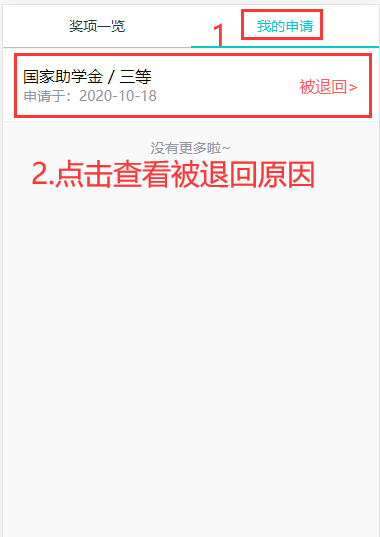 奖项一览
1
我的申请
国家助学金 / 三等
申请于：2020-10-18
被退回>
没有更多啦~
2.点击查看被退回原因